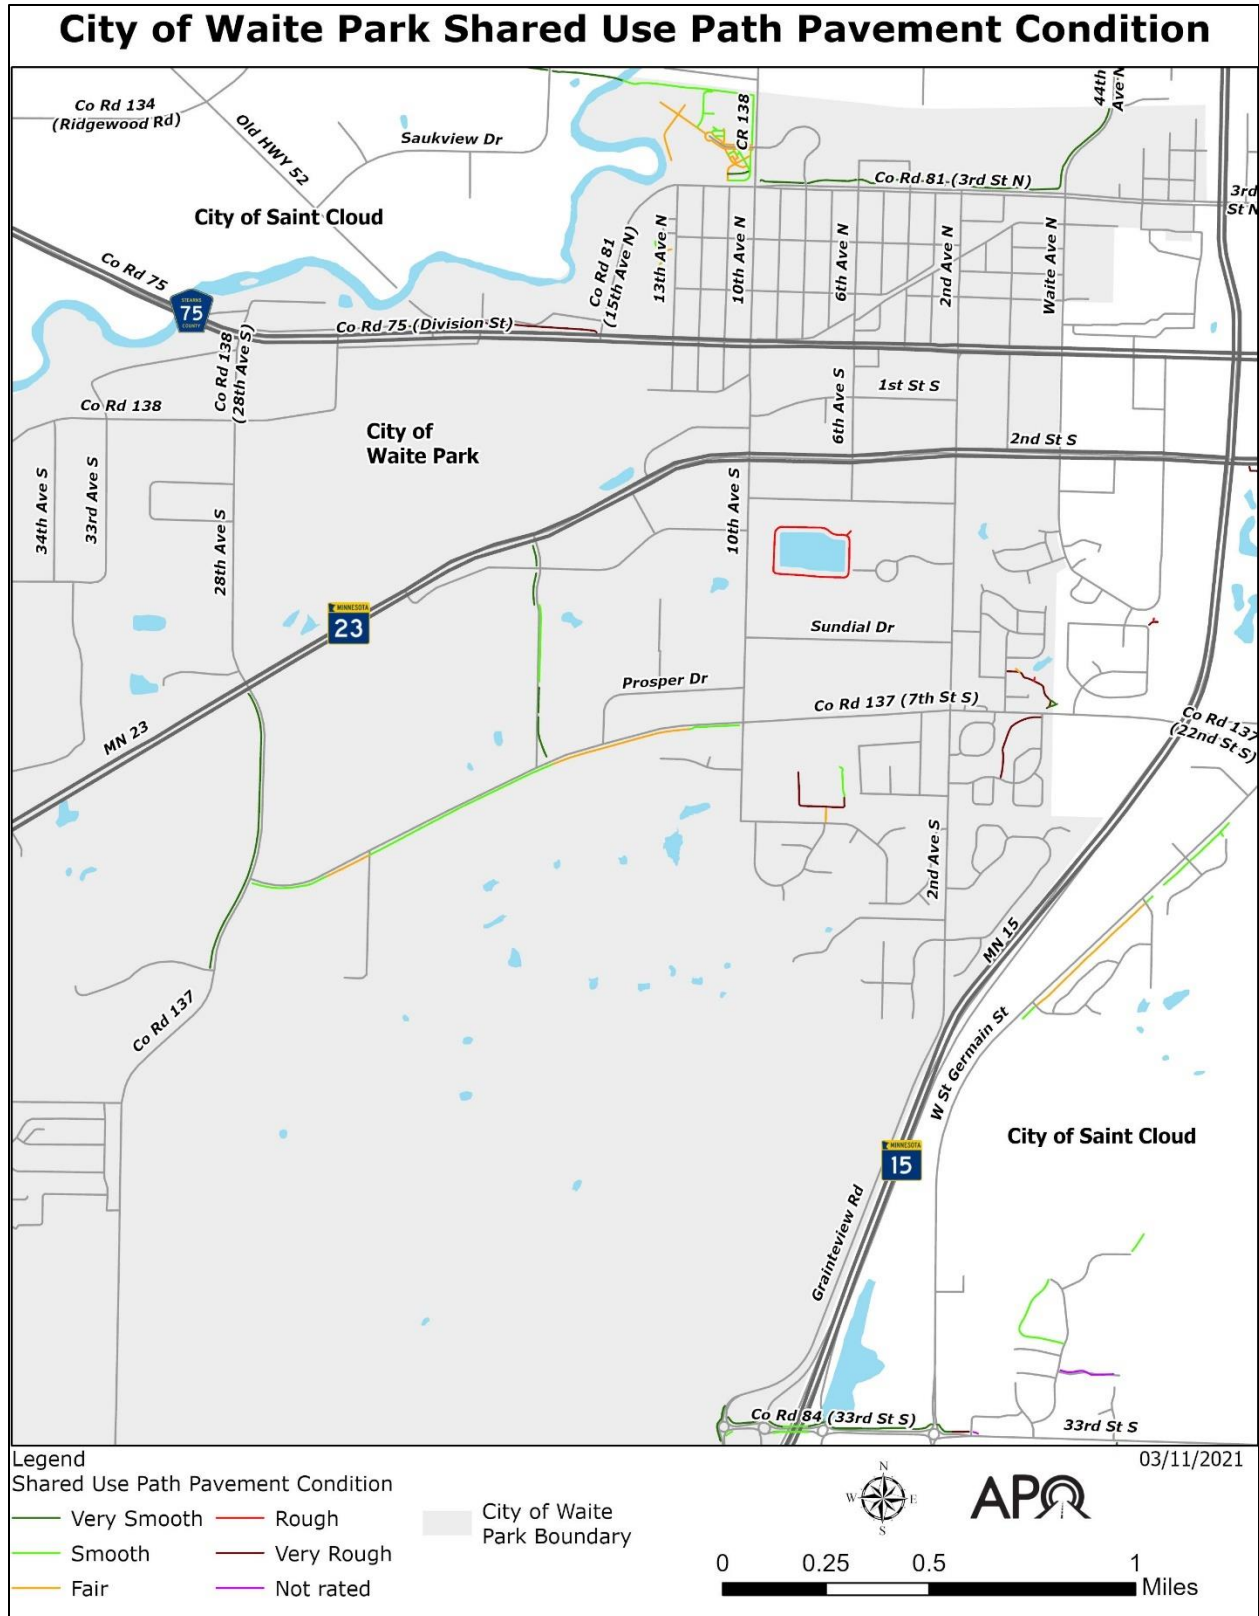 City of Waite Park Shared Use Path Pavement Condition
44th
Ave N
Co Rd 134
(Ridgewood Rd)
Old HWY 52
Saukview Dr
CR 138
Co Rd 81 (3rd St N)
3rd
St N
City of Saint Cloud
Co Rd 75
STEARNS
75
COUNTY
Co Rd 81
(15th Ave N)
13th Ave N
10th Ave N
6th Ave N
2nd Ave N
Waite Ave N
Co Rd 75 (Division St)
Co Rd 138
(28th Ave S)
Co Rd 138
City of
Waite Park
6th Ave S
1st St S
2nd St S
34th Ave S
33rd Ave S
28th Ave S
10th Ave S
MINNESOTA
23
Sundial Dr
Prosper Dr
Co Rd 137 (7th St S)
Co Rd 137
(22nd St S)
MN 23
2nd Ave S
MN 15
Co Rd 137
W St Germain St
City of Saint Cloud
MINNESOTA
15
Grainteview Rd
Co Rd 84 (33rd St S)
33rd St S
03/11/2021
Legend
Shared Use Path Pavement Condition
Very Smooth
Smooth
Fair
Rough
Very Rough
Not rated
City of Waite
Park Boundary
N
W
E
S
APO
0 0.25 0.5 1
Miles